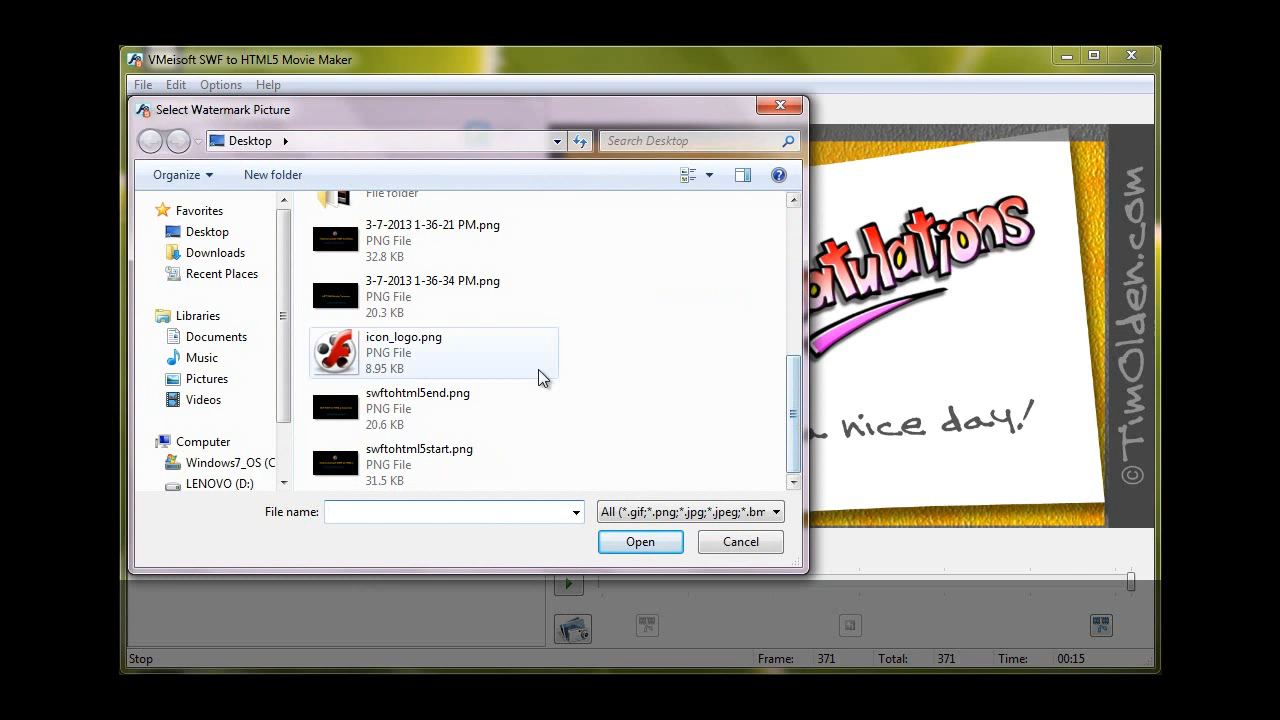 VMeisoft SWF to HTML5 Movie Maker
File Edit Options Help
Select Watermark Picture
Desktop
Search Desktop
Organize
New folder
Favorites
Desktop
Downloads
Recent Places
Libraries
Documents
Music
Pictures
Videos
Computer
Windows7_OS (C
LENOVO (D:)
File folder
3-7-2013 1-36-21 PM.png
PNG File
32.8 KB
3-7-2013 1-36-34 PM.png
PNG File
20.3 KB
icon_logo.png
PNG File
8.95 KB
swftohtml5end.png
PNG File
20.6 KB
swftohtml5start.png
PNG File
31.5 KB
File name:
All (*.gif;*.png;*.jpg;*.jpeg;*.bm
Open
Cancel
atulations
a nice day!
©TimOlden.com
Stop
Frame: 371 Total: 371 Time: 00:15